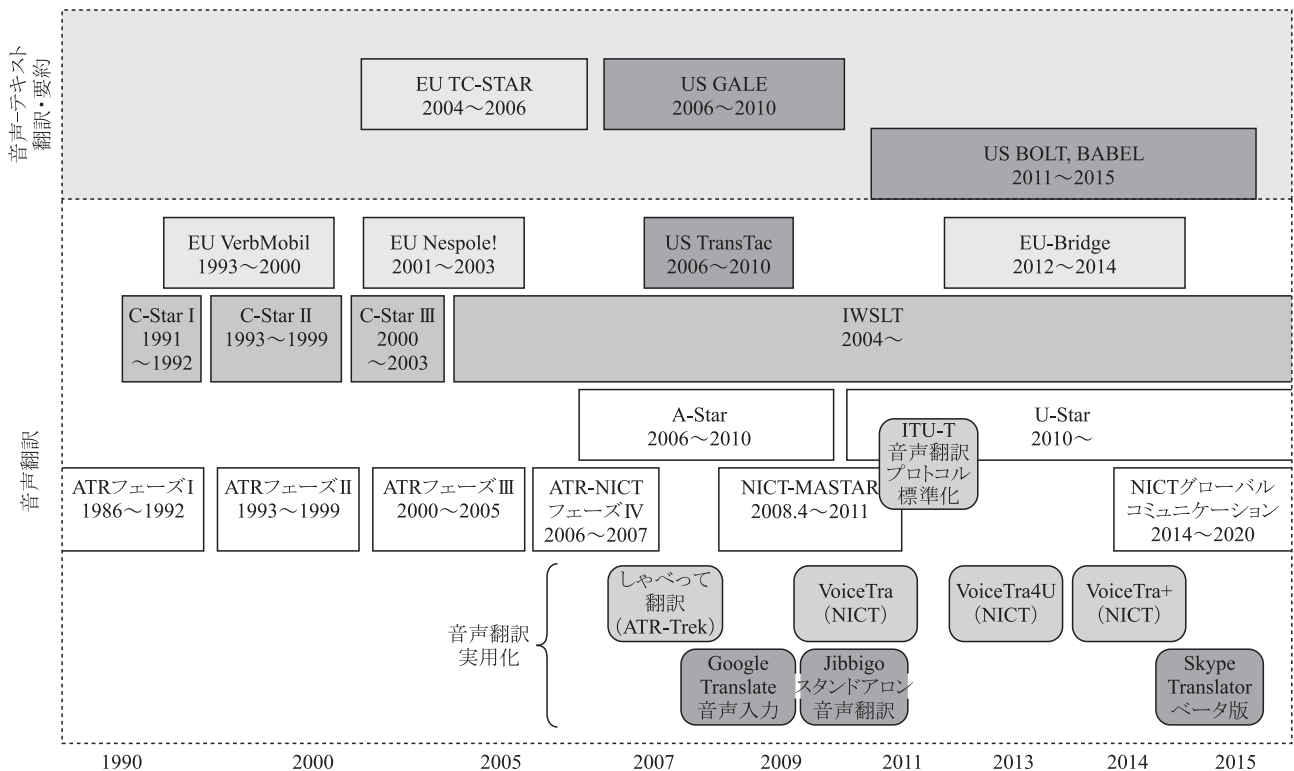 音声−テキスト
翻訳・要約
EU TC-STAR
2004～2006
US GALE
2006～2010
US BOLT, BABEL
2011～2015
音声翻訳
EU VerbMobil
1993～2000
EU Nespole!
2001～2003
US TransTac
2006～2010
EU-Bridge
2012～2014
C-Star I
1991
～1992
C-Star II
1993～1999
C-Star III
2000
～2003
IWSLT
2004～
A-Star
2006～2010
U-Star
2010～
ITU-T
音声翻訳
プロトコル
標準化
ATRフェーズI
1986～1992
ATRフェーズII
1993～1999
ATRフェーズIII
2000～2005
ATR-NICT
フェーズIV
2006～2007
NICT-MASTAR
2008.4～2011
NICTグローバル
コミュニケーション
2014～2020
音声翻訳
実用化
しゃべって
翻訳
(ATR-Trek)
VoiceTra
(NICT)
VoiceTra4U
(NICT)
VoiceTra+
(NICT)
Google
Translate
音声入力
Jibbigo
スタンドアロン
音声翻訳
Skype
Translator
ベータ版
1990 2000 2005 2007 2009 2011 2013 2014 2015